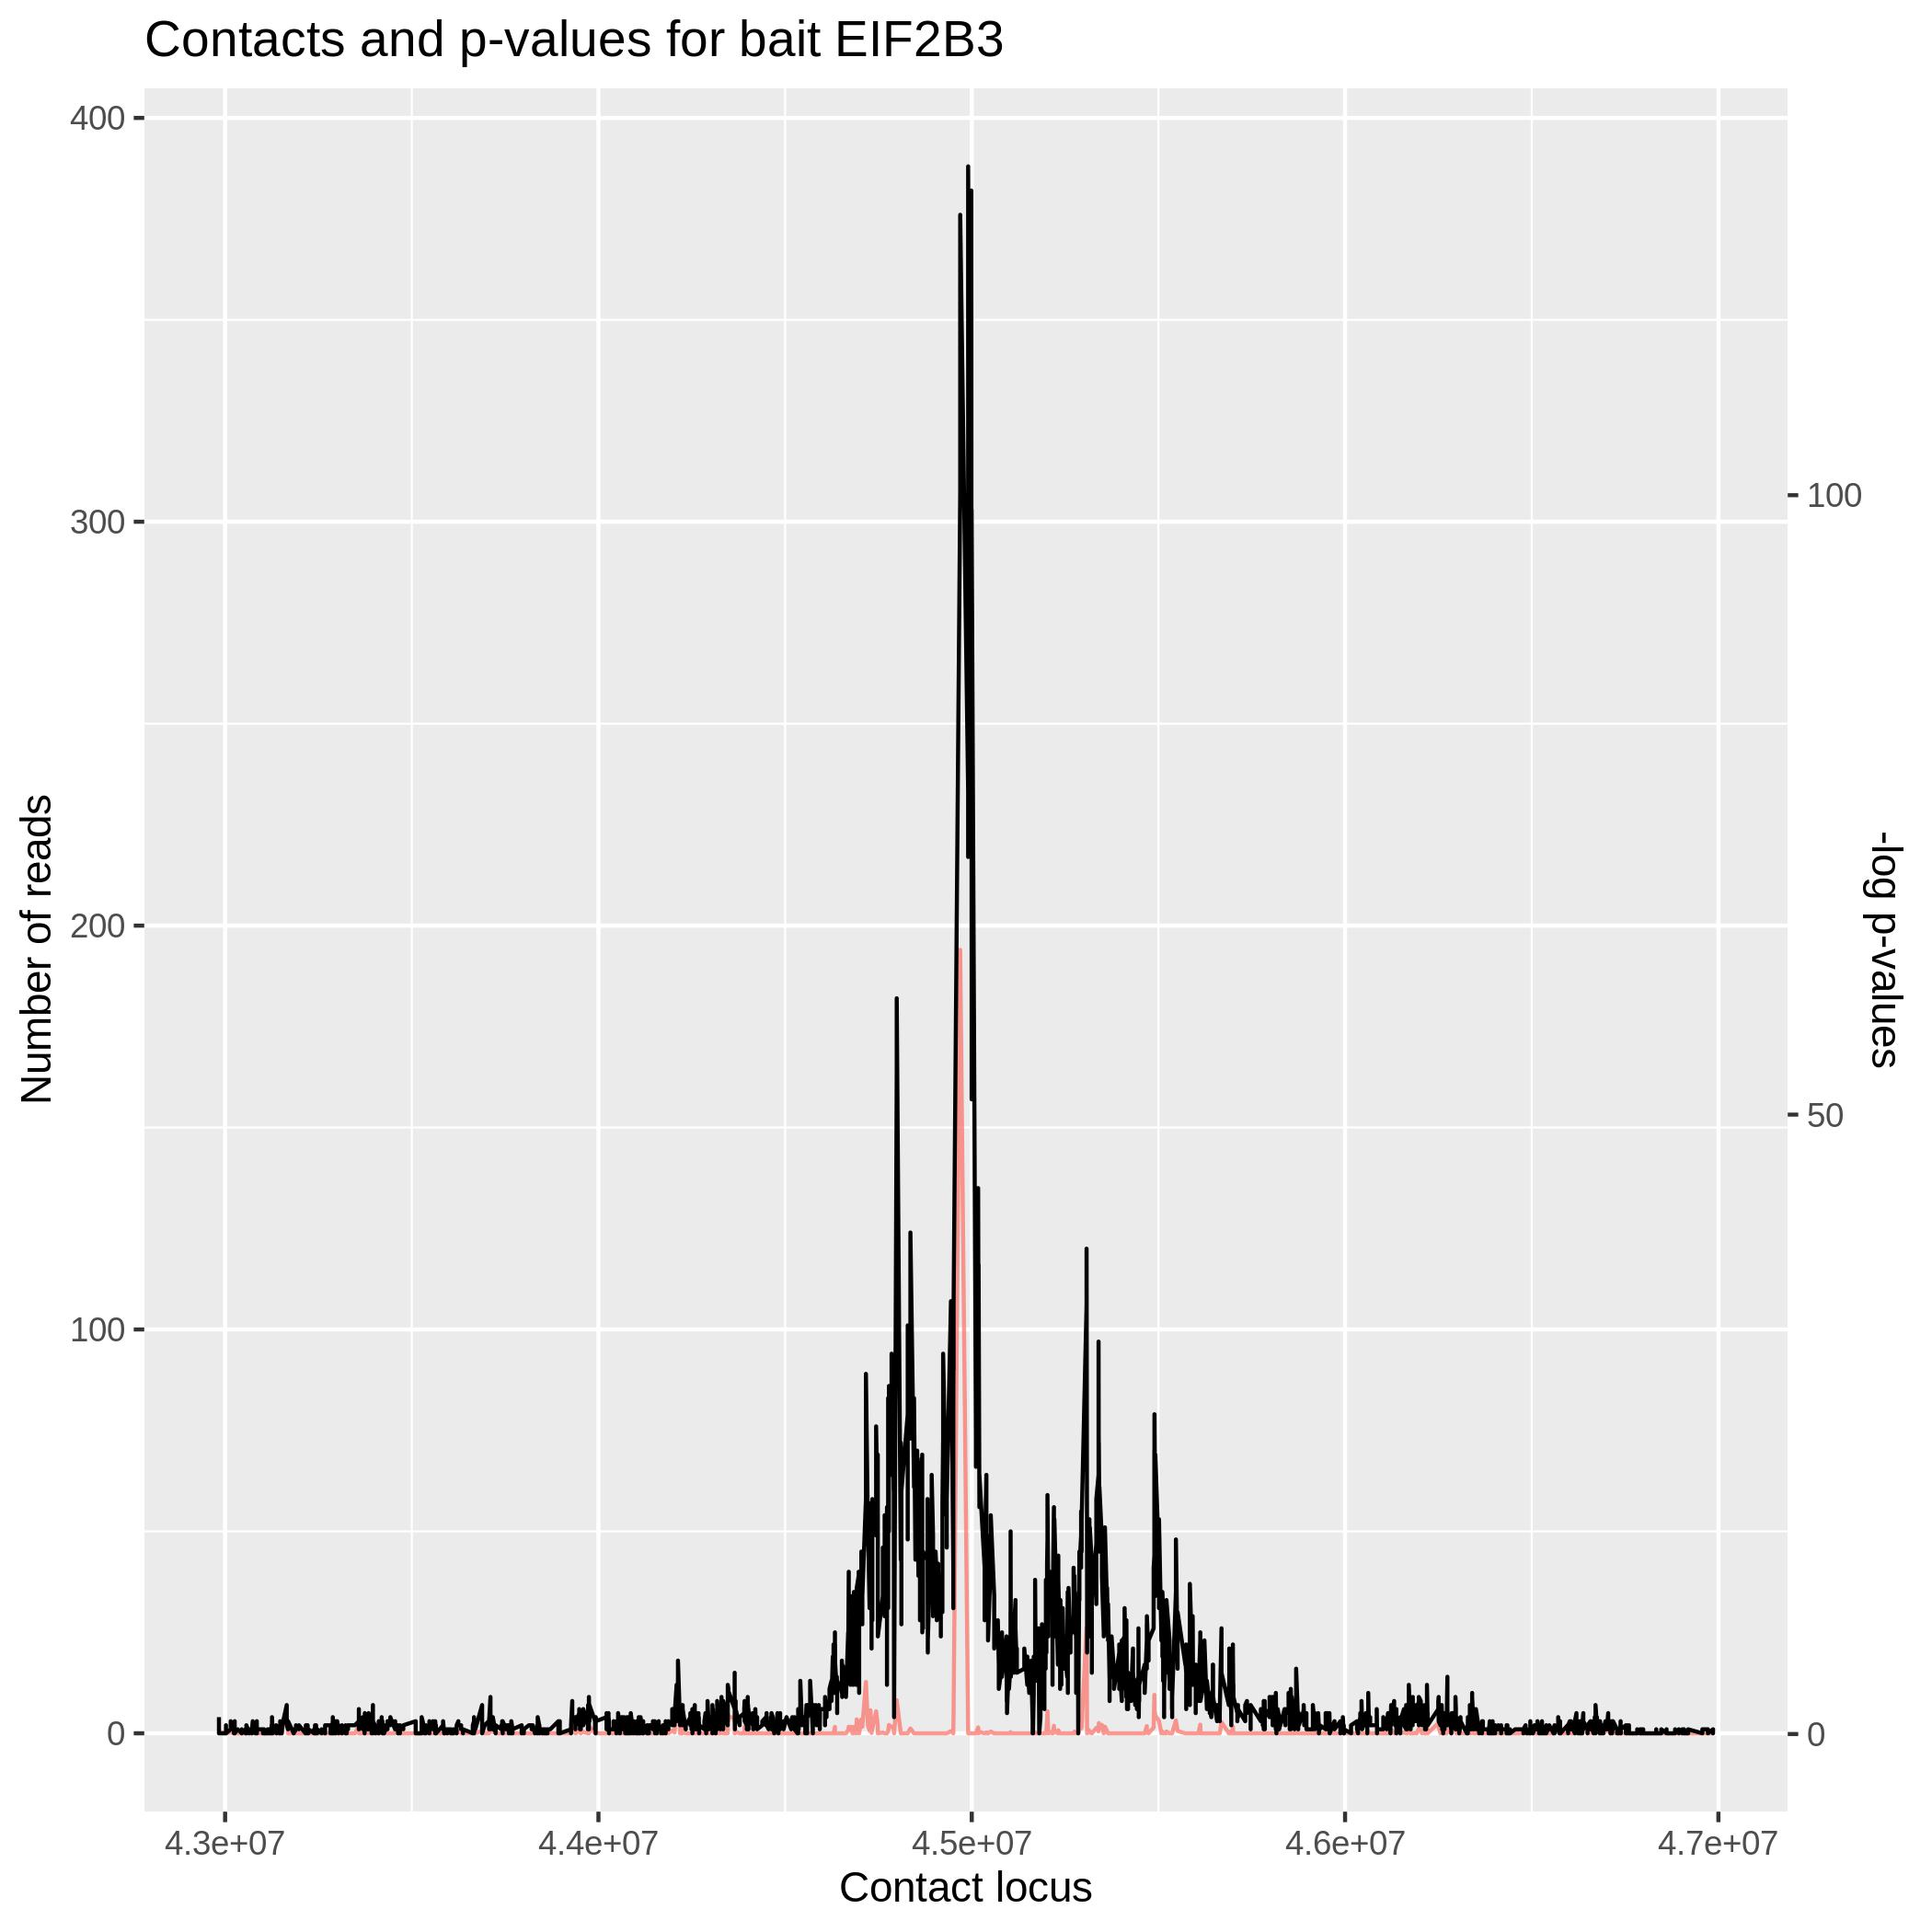 Contacts and p-values for bait EIF2B3
400
300
200
100
0
Number of reads
100
50
0
-log p-values
4.3e+07
4.4e+07
4.5e+07
4.6e+07
4.7e+07
Contact locus